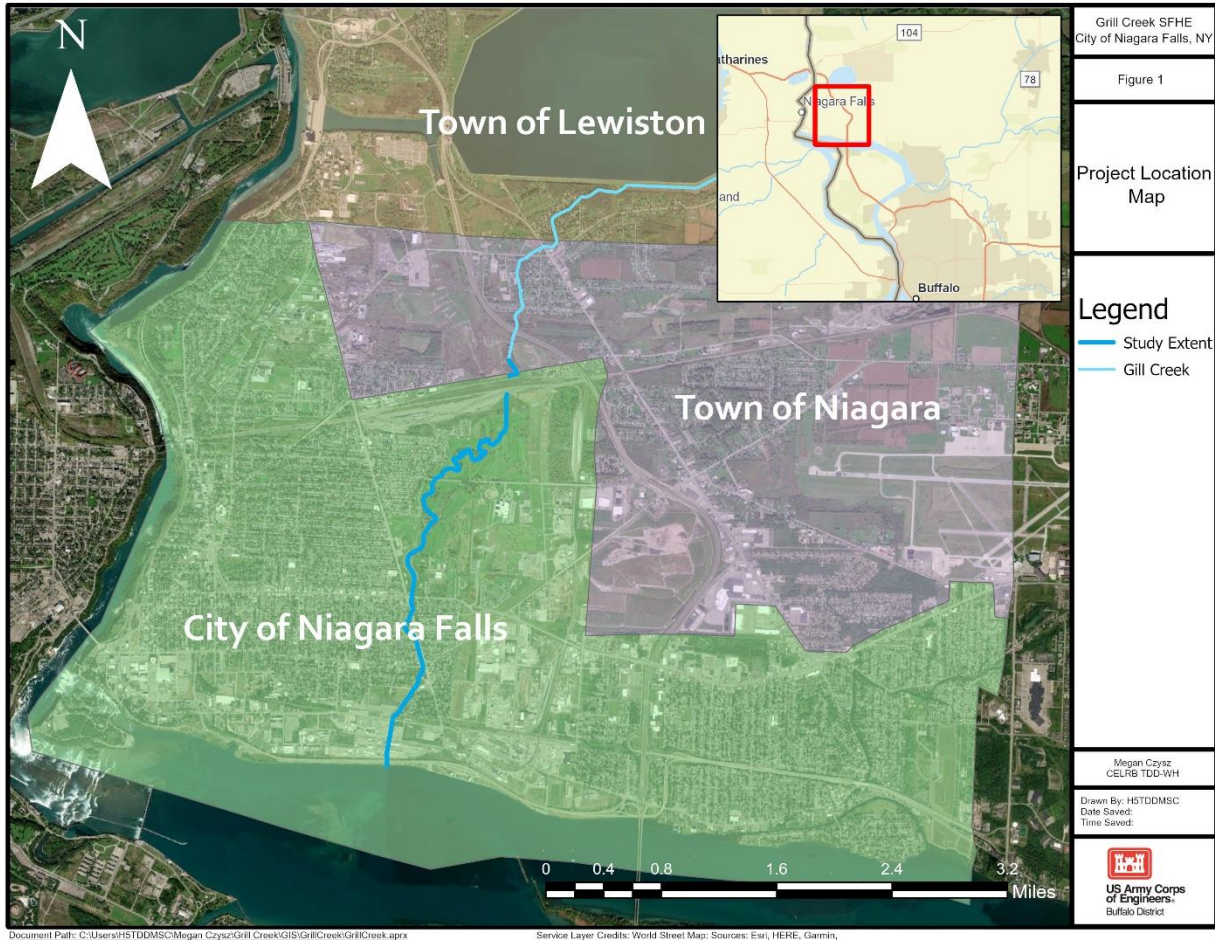 N
Town of Lewiston
Town of Niagara
City of Niagara Falls
104
atharines
78
Niagara Falls
and
Buffalo
0 0.4 0.8 1.6 2.4 3.2
Miles
Grill Creek SFHE
City of Niagara Falls, NY
Figure 1
Project Location
Map
Legend
Study Extent
Gill Creek
Megan Czysz
CELRB TDD-WH
Drawn By: H5TDDMSC
Date Saved:
Time Saved:
US Army Corps
of Engineers®
Buffalo District
Document Path: C:\Users\H5TDDMSC\Megan Czysz\Grill Creek\GIS\GrillCreek\GrillCreek.aprx
Service Layer Credits: World Street Map: Sources: Esri, HERE, Garmin,